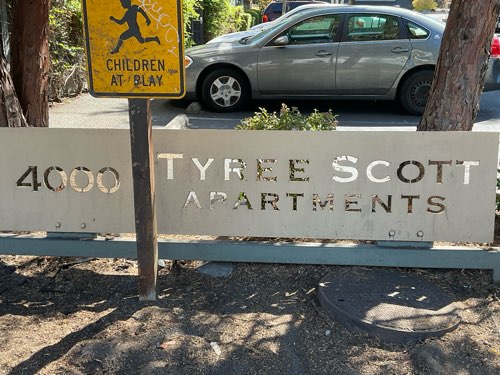 CHILDREN
AT PLAY
4000
TYREE SCOTT
APARTMENTS